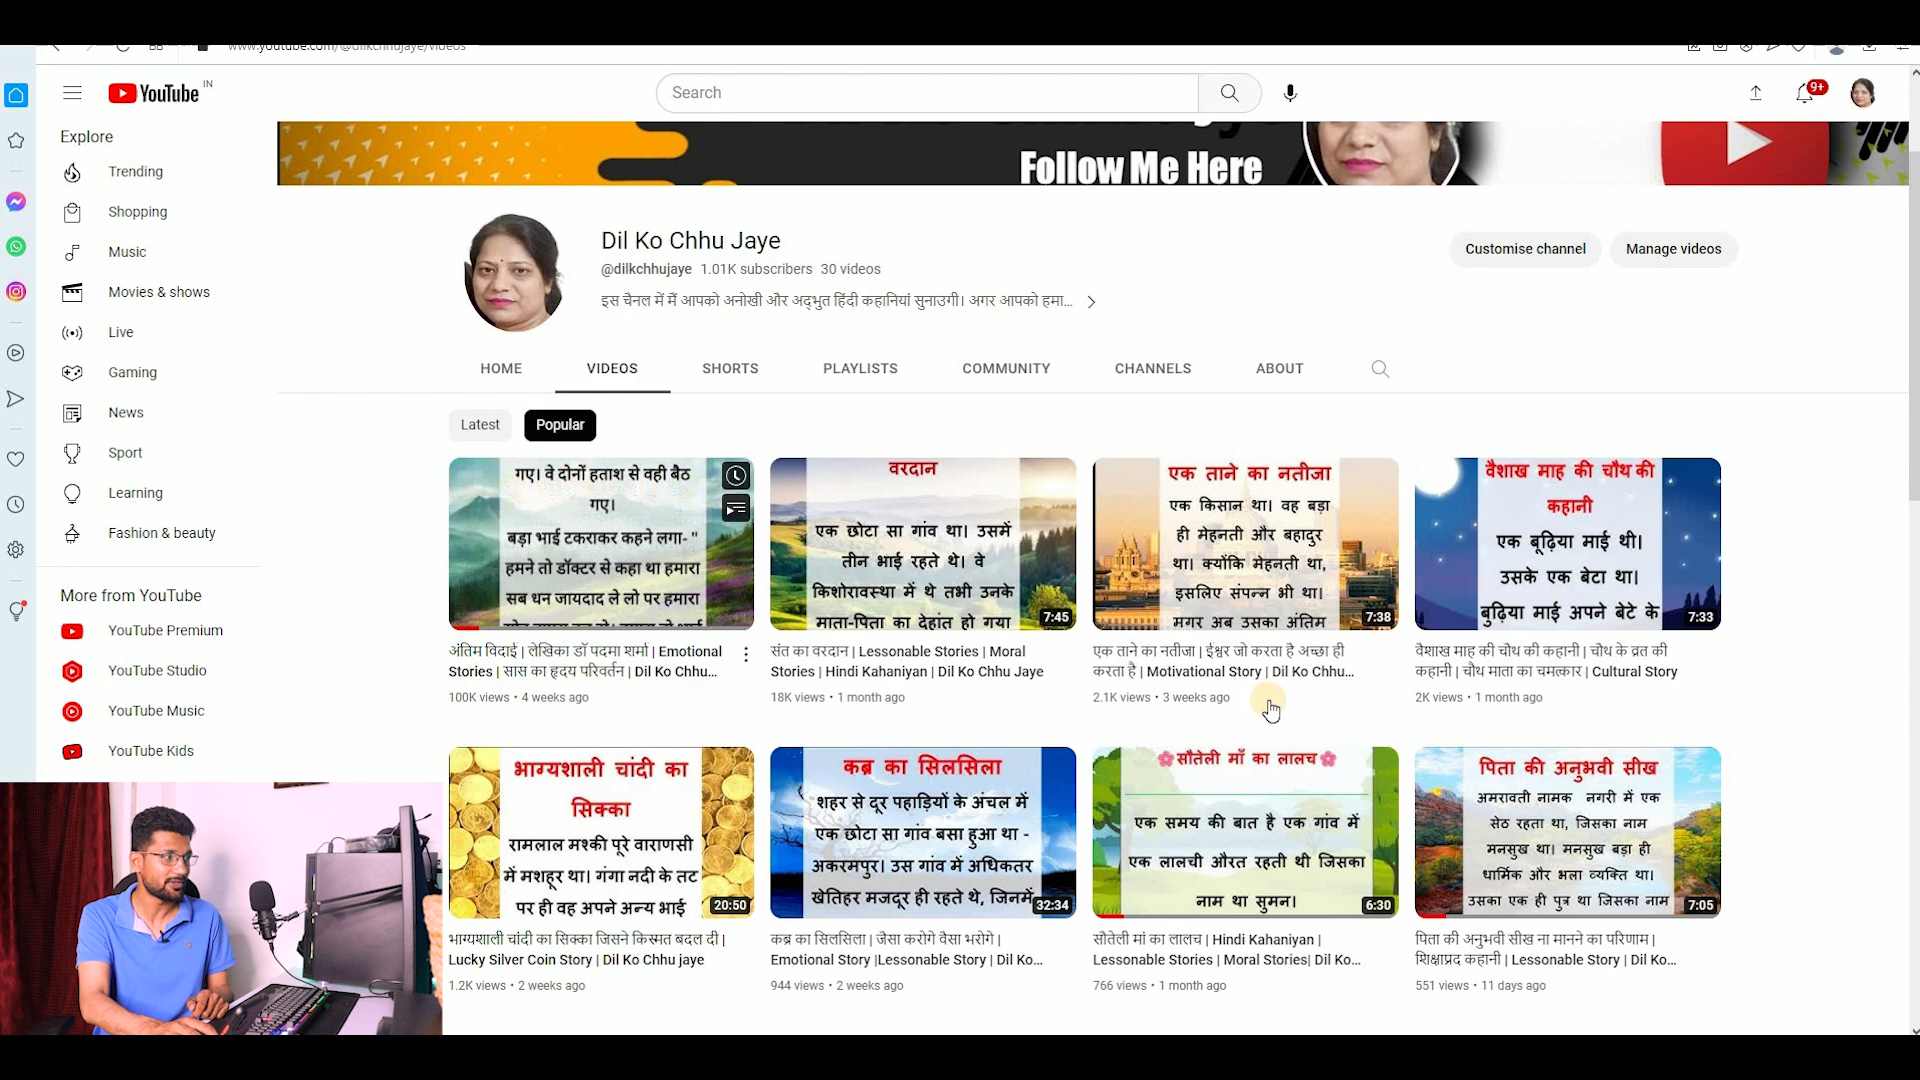 www.youtube.com/@dilkchhujaye/videos
YouTube IN
Search
9+
Explore
Trending
Shopping
Music
Movies & shows
Live
Gaming
News
Sport
Learning
Fashion & beauty
More from YouTube
YouTube Premium
YouTube Studio
YouTube Music
YouTube Kids
Follow Me Here
Dil Ko Chhu Jaye
@dilkchhujaye 1.01K subscribers 30 videos
इस चैनल में मैं आपको अनोखी और अद्भुत हिंदी कहानियां सुनाउगी। अगर आपको हमा...
Customise channel
Manage videos
HOME VIDEOS SHORTS PLAYLISTS COMMUNITY CHANNELS ABOUT
Latest Popular
गए। वे दोनों हताश से वही बैठ
गए।
बड़ा भाई टकराकर कहने लगा- "
हमने तो डॉक्टर से कहा था हमारा
सब धन जायदाद ले लो पर हमारा
अंतिम विदाई | लेखिका डॉ पदमा शर्मा | Emotional
Stories | सास का हृदय परिवर्तन | Dil Ko Chhu...
100K views • 4 weeks ago
वरदान
एक छोटा सा गांव था। उसमें
तीन भाई रहते थे। वे
किशोरावस्था में थे तभी उनके
माता-पिता का देहांत हो गया
7:45
संत का वरदान | Lessonable Stories | Moral
Stories | Hindi Kahaniyan | Dil Ko Chhu Jaye
18K views • 1 month ago
एक ताने का नतीजा
एक किसान था। वह बड़ा
ही मेहनती और बहादुर
था। क्योंकि मेहनती था,
इसलिए संपन्न भी था।
मगर अब उसका अंतिम
7:38
एक ताने का नतीजा | ईश्वर जो करता है अच्छा ही
करता है | Motivational Story | Dil Ko Chhu...
2.1K views • 3 weeks ago
वैशाख माह की चौथ की
कहानी
एक बूढ़िया माई थी।
उसके एक बेटा था।
बुढ़िया माई अपने बेटे के
7:33
वैशाख माह की चौथ की कहानी | चौथ के व्रत की
कहानी | चौथ माता का चमत्कार | Cultural Story
2K views • 1 month ago
भाग्यशाली चांदी का
सिक्का
रामलाल मश्की पूरे वाराणसी
में मशहूर था। गंगा नदी के तट
पर ही वह अपने अन्य भाई
20:50
भाग्यशाली चांदी का सिक्का जिसने किस्मत बदल दी |
Lucky Silver Coin Story | Dil Ko Chhu jaye
1.2K views • 2 weeks ago
कब्र का सिलसिला
शहर से दूर पहाड़ियों के अंचल में
एक छोटा सा गांव बसा हुआ था -
अकरमपुर। उस गांव में अधिकतर
खेतिहर मजदूर ही रहते थे, जिनमें
32:34
कब्र का सिलसिला | जैसा करोगे वैसा भरोगे |
Emotional Story |Lessonable Story | Dil Ko...
944 views • 2 weeks ago
सौतेली माँ का लालच
एक समय की बात है एक गांव में
एक लालची औरत रहती थी जिसका
नाम था सुमन।
6:30
सौतेली मां का लालच | Hindi Kahaniyan |
Lessonable Stories | Moral Stories| Dil Ko...
766 views • 1 month ago
पिता की अनुभवी सीख
अमरावती नामक नगरी में एक
सेठ रहता था, जिसका नाम
मनसुख था। मनसुख बड़ा ही
धार्मिक और भला व्यक्ति था।
उसका एक ही पुत्र था जिसका नाम
7:05
पिता की अनुभवी सीख ना मानने का परिणाम |
शिक्षाप्रद कहानी | Lessonable Story | Dil Ko...
551 views • 11 days ago